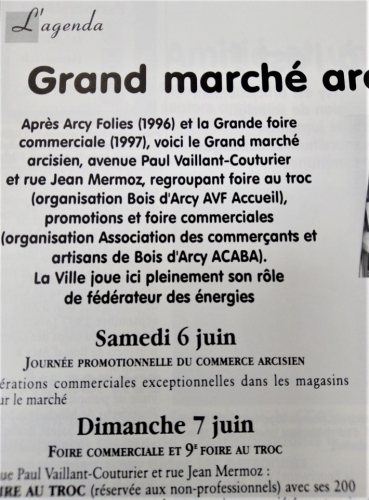 L'agenda
Grand marché
Après Arcy Folies (1996) et la Grande foire
commerciale (1997), voici le Grand marché
arcisien, avenue Paul Vaillant-Couturier
et rue Jean Mermoz, regroupant foire au troc
(organisation Bois d'Arcy AVF Accueil),
promotions et foire commerciales
(organisation Association des commerçants et
artisans de Bois d'Arcy ACABA).
La Ville joue ici pleinement son rôle
de fédérateur des énergies
Samedi 6 juin
JOURNÉE PROMOTIONNELLE DU COMMERCE ARCISIEN
érations commerciales exceptionnelles dans les magasins
ur le marché
Dimanche 7 juin
FOIRE COMMERCIALE ET 9E FOIRE AU TROC
ue Paul Vaillant-Couturier et rue Jean Mermoz :
IRE AU TROC (réservée aux non-professionnels) avec ses 200